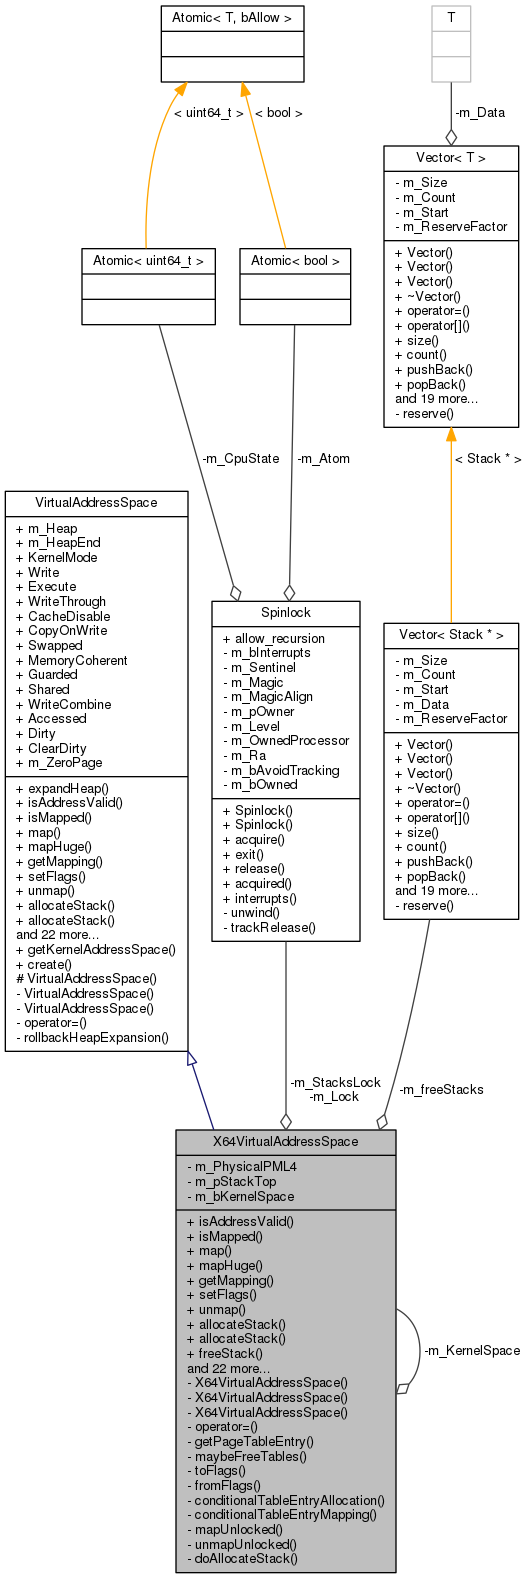 Atomic< T, bAllow >
T
< uint64_t >
< bool >
-m_Data
Vector< T >
- m_Size
- m_Count
- m_Start
- m_ReserveFactor
+ Vector()
+ Vector()
+ Vector()
+ ~Vector()
+ operator=()
+ operator[]()
+ size()
+ count()
+ pushBack()
+ popBack()
and 19 more...
- reserve()
Atomic< uint64_t >
Atomic< bool >
-m_CpuState
-m_Atom
< Stack * >
VirtualAddressSpace
+ m_Heap
+ m_HeapEnd
+ KernelMode
+ Write
+ Execute
+ WriteThrough
+ CacheDisable
+ CopyOnWrite
+ Swapped
+ MemoryCoherent
+ Guarded
+ Shared
+ WriteCombine
+ Accessed
+ Dirty
+ ClearDirty
+ m_ZeroPage
+ expandHeap()
+ isAddressValid()
+ isMapped()
+ map()
+ mapHuge()
+ getMapping()
+ setFlags()
+ unmap()
+ allocateStack()
+ allocateStack()
and 22 more...
+ getKernelAddressSpace()
+ create()
# VirtualAddressSpace()
- VirtualAddressSpace()
- VirtualAddressSpace()
- operator=()
- rollbackHeapExpansion()
Spinlock
+ allow_recursion
- m_bInterrupts
- m_Sentinel
- m_Magic
- m_MagicAlign
- m_pOwner
- m_Level
- m_OwnedProcessor
- m_Ra
- m_bAvoidTracking
- m_bOwned
+ Spinlock()
+ Spinlock()
+ acquire()
+ exit()
+ release()
+ acquired()
+ interrupts()
- unwind()
- trackRelease()
Vector< Stack * >
- m_Size
- m_Count
- m_Start
- m_Data
- m_ReserveFactor
+ Vector()
+ Vector()
+ Vector()
+ ~Vector()
+ operator=()
+ operator[]()
+ size()
+ count()
+ pushBack()
+ popBack()
and 19 more...
- reserve()
-m_StacksLock
-m_Lock
-m_freeStacks
X64VirtualAddressSpace
- m_PhysicalPML4
- m_pStackTop
- m_bKernelSpace
+ isAddressValid()
+ isMapped()
+ map()
+ mapHuge()
+ getMapping()
+ setFlags()
+ unmap()
+ allocateStack()
+ allocateStack()
+ freeStack()
and 22 more...
- X64VirtualAddressSpace()
- X64VirtualAddressSpace()
- X64VirtualAddressSpace()
- operator=()
- getPageTableEntry()
- maybeFreeTables()
- toFlags()
- fromFlags()
- conditionalTableEntryAllocation()
- conditionalTableEntryMapping()
- mapUnlocked()
- unmapUnlocked()
- doAllocateStack()
-m_KernelSpace